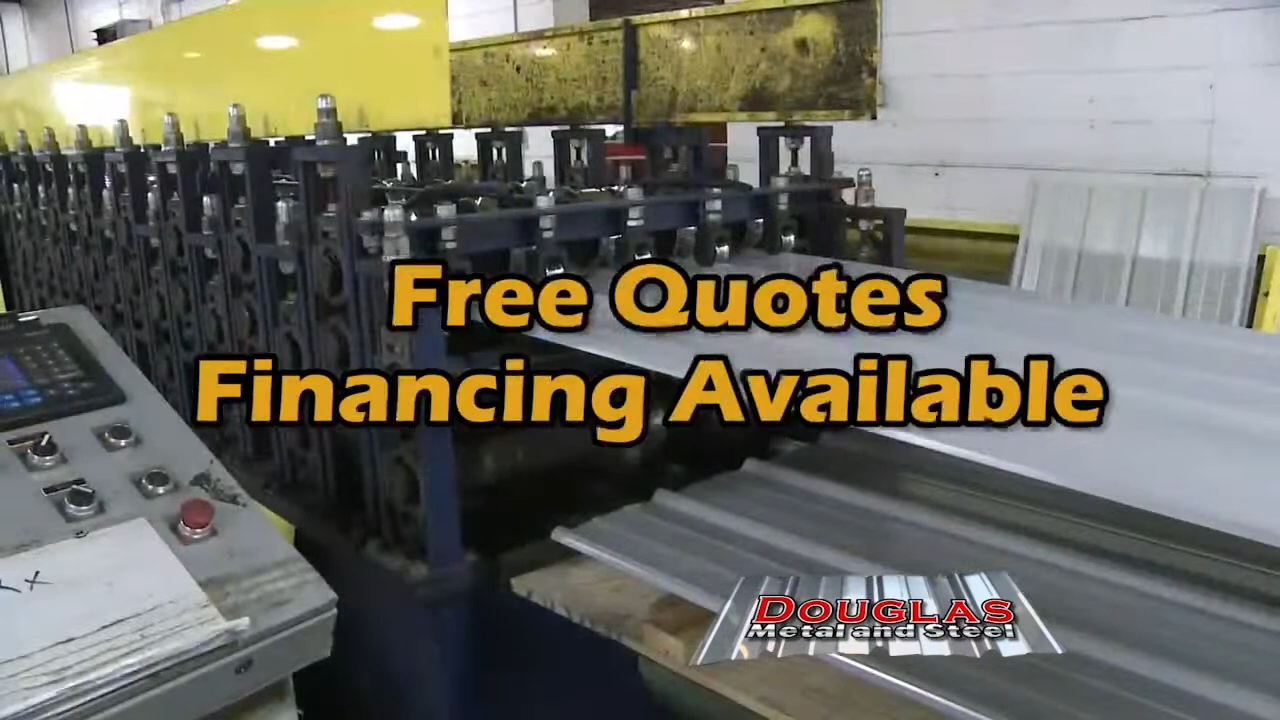 Free Quotes
Financing Available
DOUGLAS
Metal and Steel